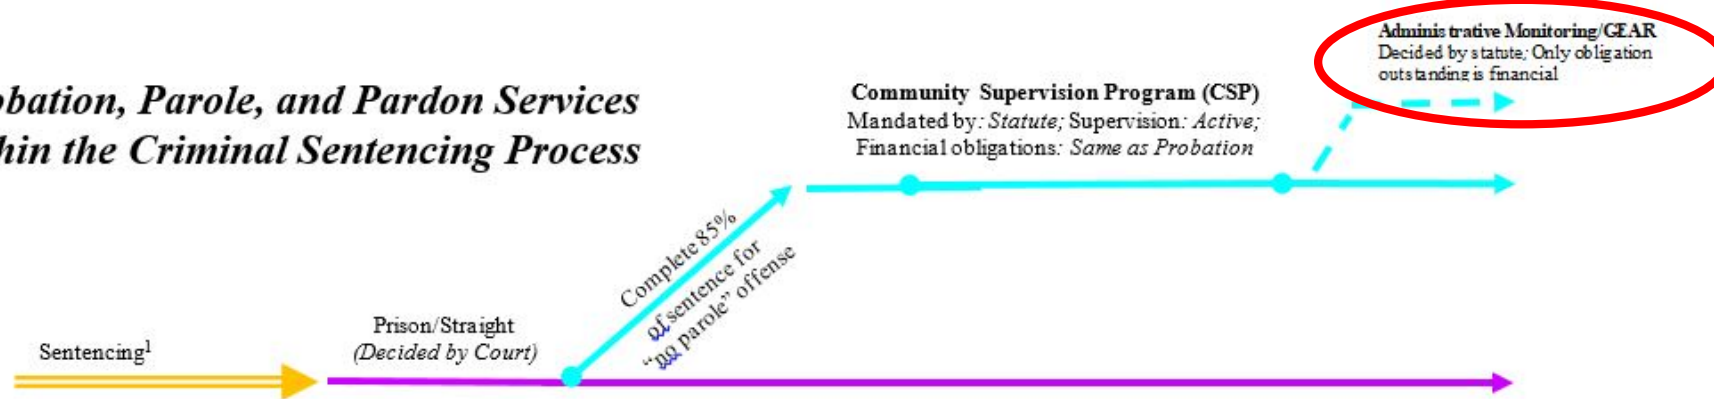 Adminis trative Monitoring/GEAR
Decided by statute; Only obligation
outstanding is financial
obation, Parole, and Pardon Services
hin the Criminal Sentencing Process
Community Supervision Program (CSP)
Mandated by: Statute; Supervision: Active;
Financial obligations: Same as Probation
Complete 85%
of sentence for
“no parole” offense
Prison/Straight
(Decided by Court)
Sentencing¹